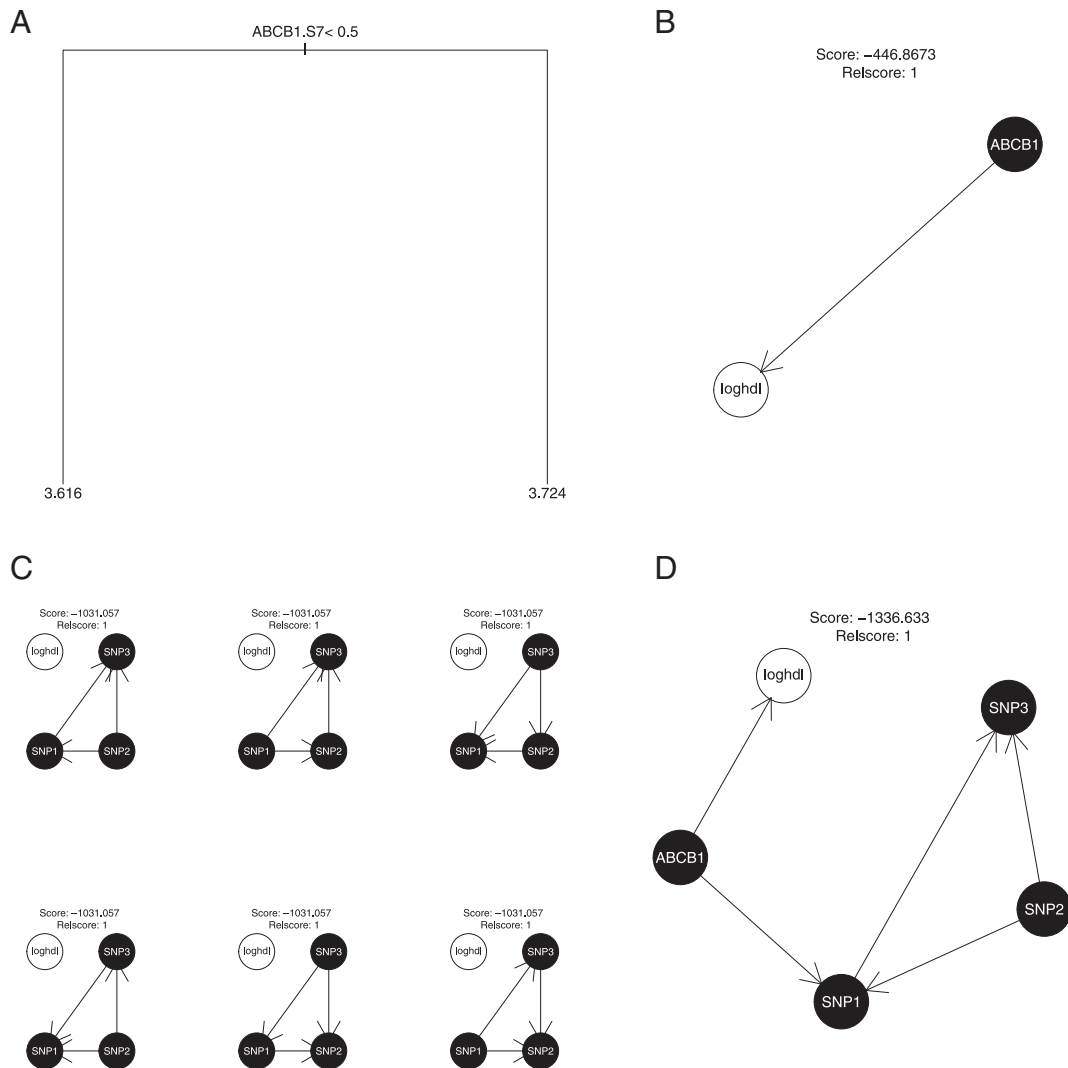 A
ABCB1.S7< 0.5
3.616
3.724
B
Score: −446.8673
Relscore: 1
ABCB1
loghdl
C
Score: −1031.057
Relscore: 1
loghdl
SNP3
SNP1
SNP2
Score: −1031.057
Relscore: 1
loghdl
SNP3
SNP1
SNP2
Score: −1031.057
Relscore: 1
loghdl
SNP3
SNP1
SNP2
Score: −1031.057
Relscore: 1
loghdl
SNP3
SNP1
SNP2
Score: −1031.057
Relscore: 1
loghdl
SNP3
SNP1
SNP2
Score: −1031.057
Relscore: 1
loghdl
SNP3
SNP1
SNP2
D
Score: −1336.633
Relscore: 1
loghdl
SNP3
ABCB1
SNP2
SNP1